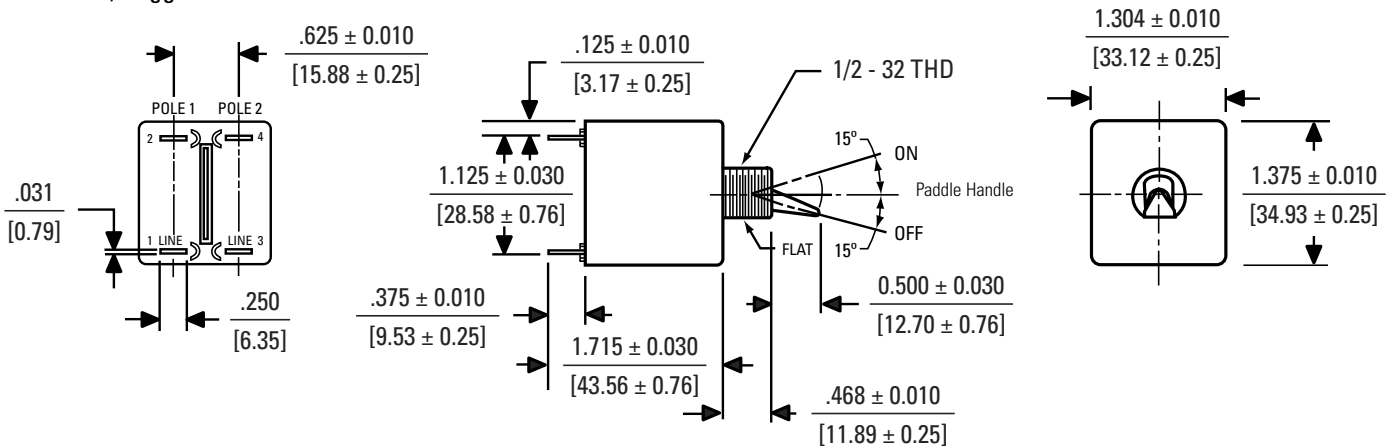 .625 ± 0.010
[15.88 ± 0.25]
POLE 1 POLE 2
2 4
1 LINE LINE 3
.031
[0.79]
.250
[6.35]
.125 ± 0.010
[3.17 ± 0.25]
1/2 - 32 THD
1.125 ± 0.030
[28.58 ± 0.76]
15º
ON
Paddle Handle
OFF
FLAT 15º
.375 ± 0.010
[9.53 ± 0.25]
1.715 ± 0.030
[43.56 ± 0.76]
0.500 ± 0.030
[12.70 ± 0.76]
.468 ± 0.010
[11.89 ± 0.25]
1.304 ± 0.010
[33.12 ± 0.25]
1.375 ± 0.010
[34.93 ± 0.25]